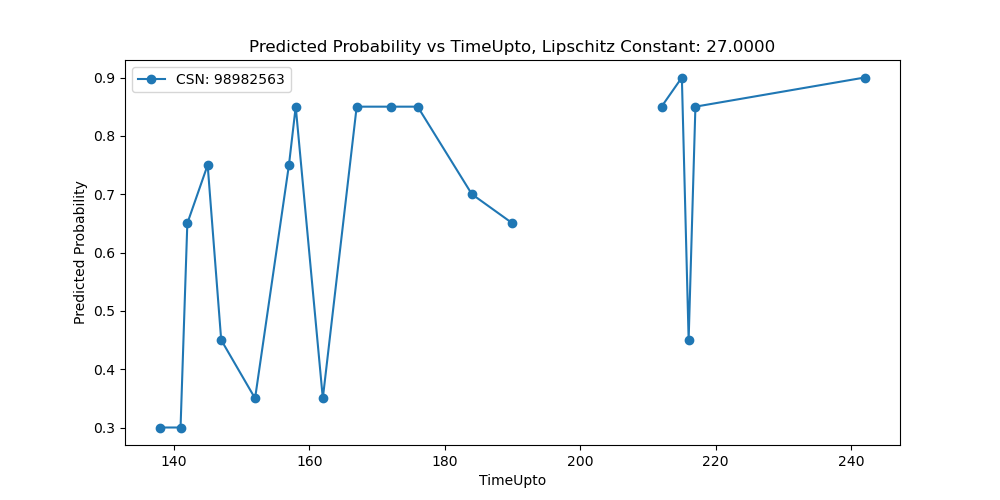 Predicted Probability vs TimeUpto, Lipschitz Constant: 27.0000
CSN: 98982563
Predicted Probability
0.9
0.8
0.7
0.6
0.5
0.4
0.3
140 160 180 200 220 240
TimeUpto